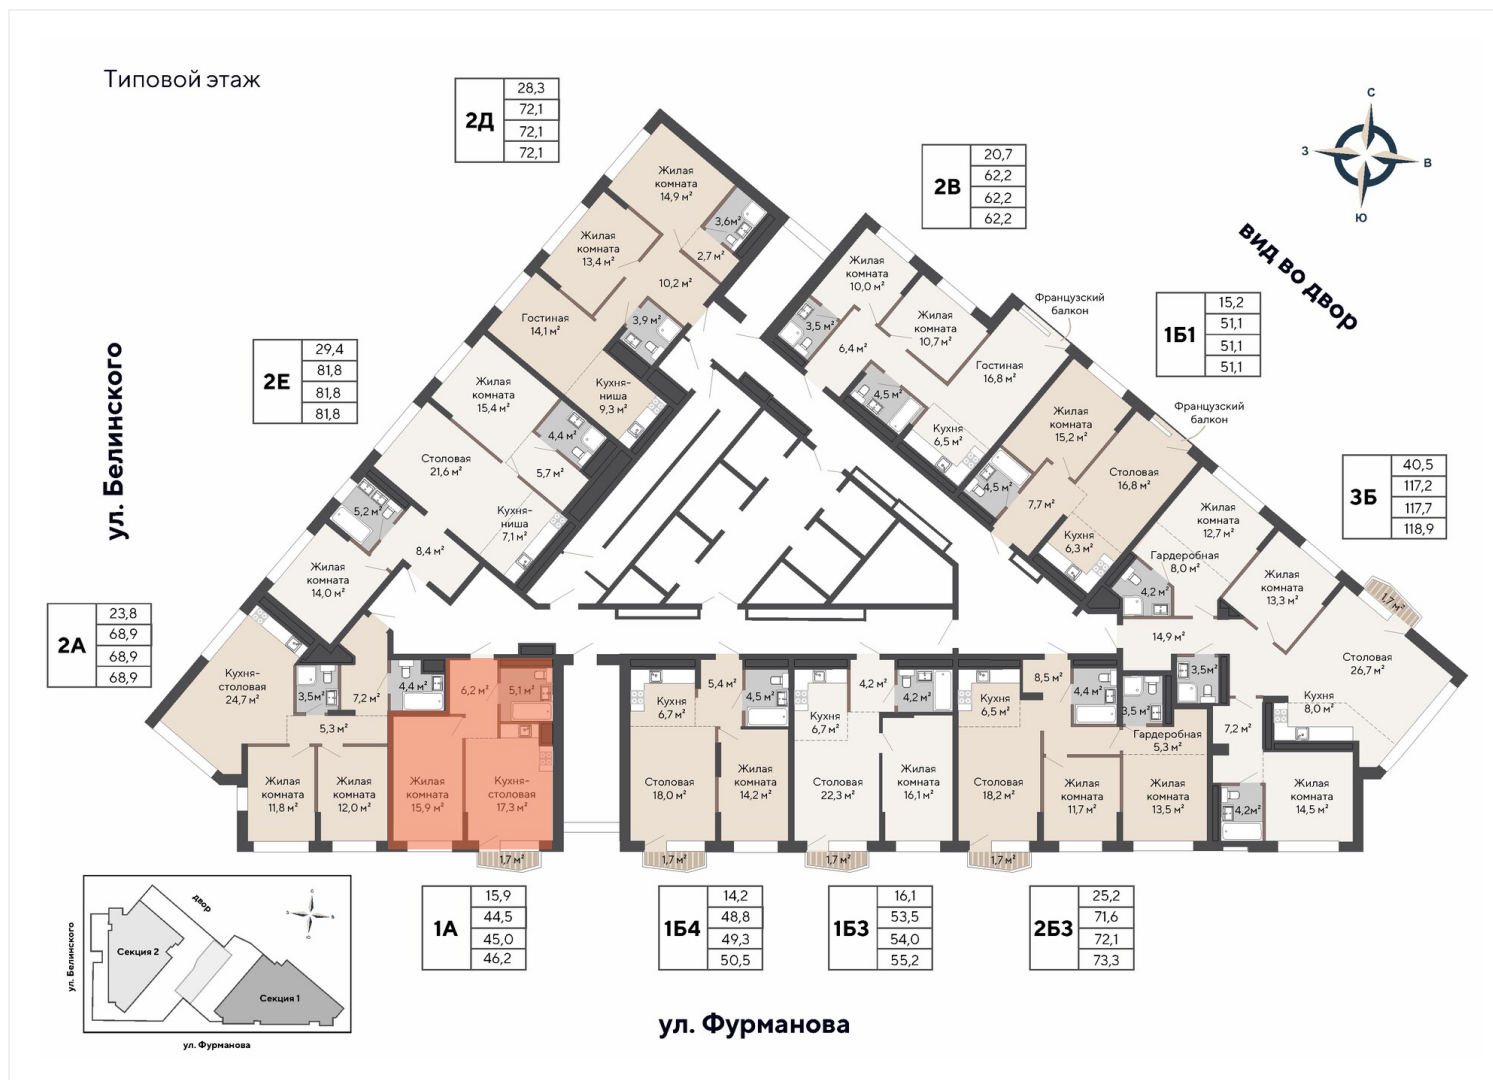 Типовой этаж
2Д
28,3
72,1
72,1
72,1
2В
20,7
62,2
62,2
62,2
С
З
В
Ю
вид во двор
1Б1
15,2
51,1
51,1
51,1
2Е
29,4
81,8
81,8
81,8
ул. Белинского
3Б
40,5
117,2
117,7
118,9
2А
23,8
68,9
68,9
68,9
Жилая
комната
14,9 м²
3,6м²
2,7 м²
Жилая
комната
13,4 м²
10,2 м²
Гостиная
14,1 м²
3,9 м²
Кухня-
ниша
9,3 м²
Жилая
комната
15,4 м²
4,4 м²
5,7 м²
Столовая
21,6 м²
Кухня-
ниша
7,1 м²
5,2 м²
8,4 м²
Жилая
комната
14,0 м²
Жилая
комната
10,0 м²
3,5 м²
6,4 м²
Жилая
комната
10,7 м²
Французский
балкон
Гостиная
16,8 м²
4,5 м²
Кухня
6,5 м²
Французский
балкон
Жилая
комната
15,2 м²
Столовая
16,8 м²
4,5 м²
7,7 м²
Кухня
6,3 м²
Жилая
комната
12,7 м²
Гардеробная
8,0 м²
4,2 м²
Жилая
комната
13,3 м²
1,7 м²
14,9 м²
3,5м²
Столовая
26,7 м²
Кухня
8,0 м²
7,2 м²
4,2м²
Жилая
комната
14,5 м²
Кухня-
столовая
24,7 м²
3,5м²
7,2 м²
4,4 м²
5,3 м²
Жилая
комната
11,8 м²
Жилая
комната
12,0 м²
6,2 м²
5,1 м²
Жилая
комната
15,9 м²
Кухня-
столовая
17,3 м²
1,7 м²
5,4 м²
Кухня
6,7 м²
4,5 м²
Столовая
18,0 м²
Жилая
комната
14,2 м²
1,7 м²
4,2 м²
4,2 м²
Кухня
6,7 м²
Столовая
22,3 м²
Жилая
комната
16,1 м²
1,7 м²
8,5 м²
Кухня
6,5 м²
4,4 м²
3,5м²
Гардеробная
5,3 м²
Столовая
18,2 м²
Жилая
комната
11,7 м²
Жилая
комната
13,5 м²
1,7 м²
1А
15,9
44,5
45,0
46,2
1Б4
14,2
48,8
49,3
50,5
1Б3
16,1
53,5
54,0
55,2
2Б3
25,2
71,6
72,1
73,3
двор
С
З
В
Ю
Секция 2
Секция 1
ул. Белинского
ул. Фурманова
ул. Фурманова